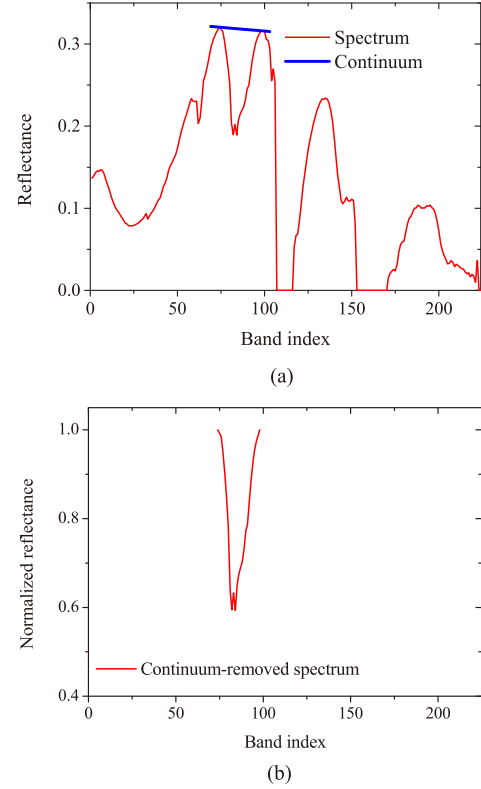 (a)
0.3
Spectrum
Continuum
0.2
Reflectance
0.1
0.0
0 50 100 150 200
Band index
(a)
1.0
0.8
Normalized reflectance
0.6
Continuum-removed spectrum
0.4
0 50 100 150 200
Band index
(b)